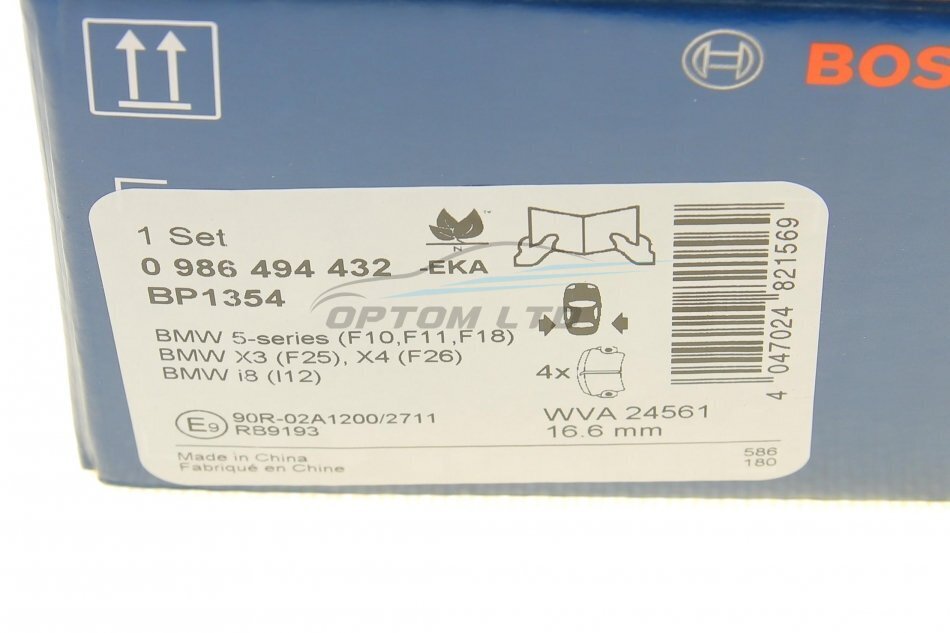 BOS
1 Set
0 986 494 432 -EKA
BP1354
OPTOM LTD
BMW 5-series (F10,F11,F18)
BMW X3 (F25), X4 (F26)
BMW i8 (I12)
4x
N
™
E9
90R-02A1200/2711
RB9193
WVA 24561
16.6 mm
Made in China
Fabriqué en Chine
586
180
4 047024 821569